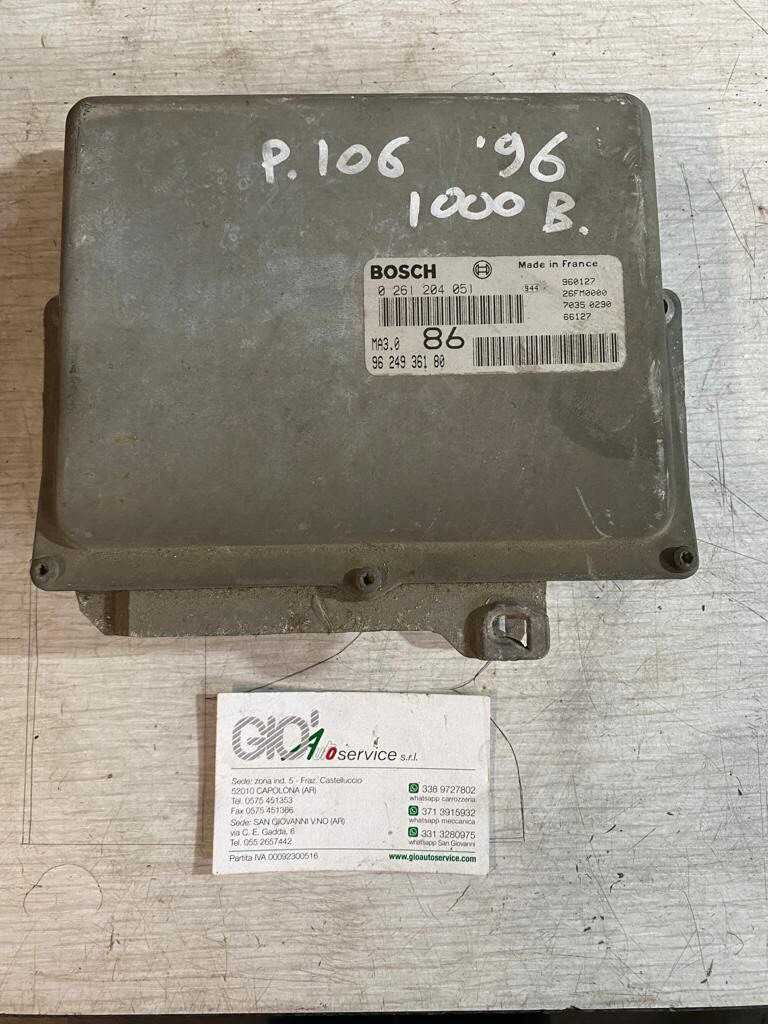 P.106 '96
1000 B.
BOSCH Made in France
0 261 204 051 944 960127
26FM0000
7035 0290
66127
MA3.0 86
96 249 361 80
GIO' Autoservice s.r.l.
Sede: zona ind. 5 - Fraz. Castelluccio
52010 CAPOLONA (AR)
Tel. 0575 451353
Fax 0575 451366
Sede: SAN GIOVANNI V.NO (AR)
via C. E. Gadda, 6
Tel. 055 2657442
Partita IVA 00092300516
338 9727802
whatsapp carrozzeria
371 3915932
whatsapp meccanica
331 3280975
whatsapp San Giovanni
www.gioautoservice.com